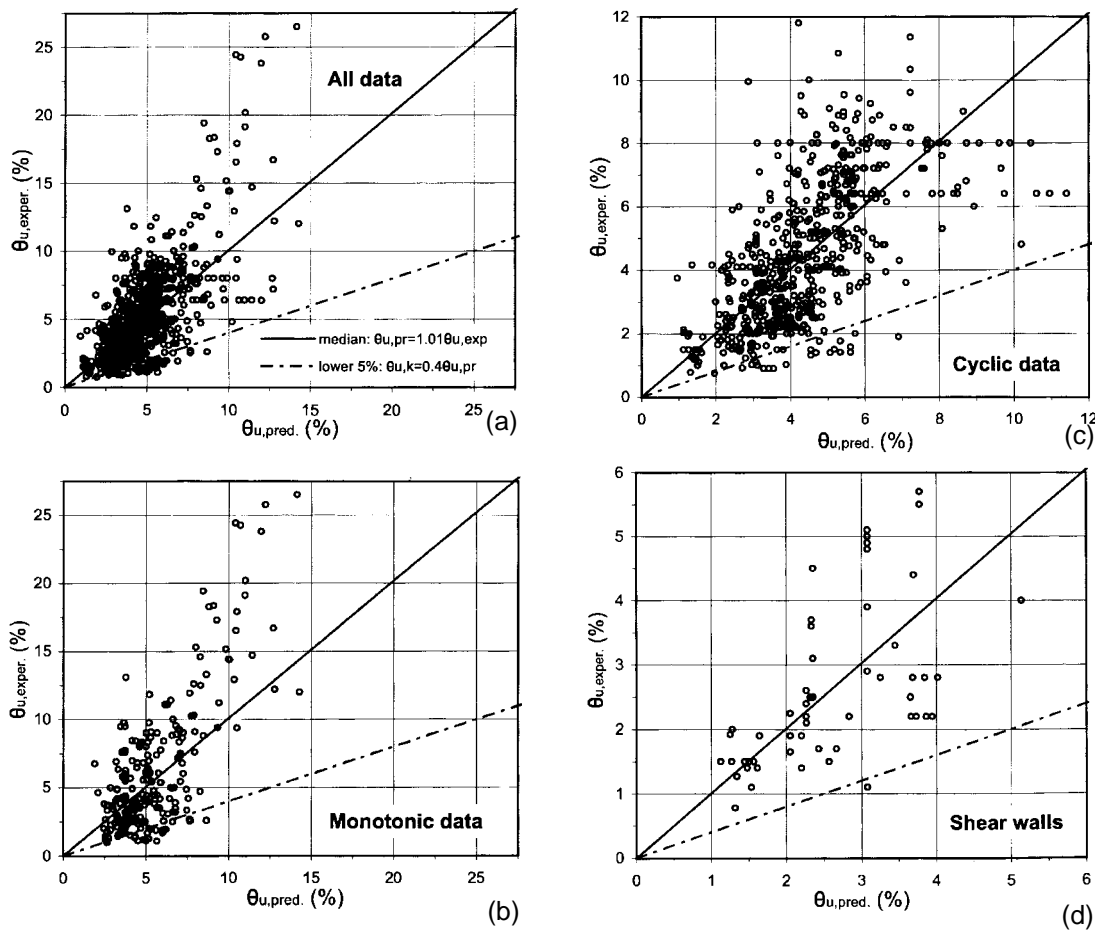 25
20
15
10
5
0
0
5
10
15
20
25
θu,exper. (%)
θu,pred. (%)
All data
median: θu,pr=1.01θu,exp
lower 5%: θu,k=0.4θu,pr
(a)
12
10
8
6
4
2
0
0
2
4
6
8
10
12
θu,exper. (%)
θu,pred. (%)
Cyclic data
(c)
25
20
15
10
5
0
0
5
10
15
20
25
θu,exper. (%)
θu,pred. (%)
Monotonic data
(b)
6
5
4
3
2
1
0
0
1
2
3
4
5
6
θu,exper. (%)
θu,pred. (%)
Shear walls
(d)